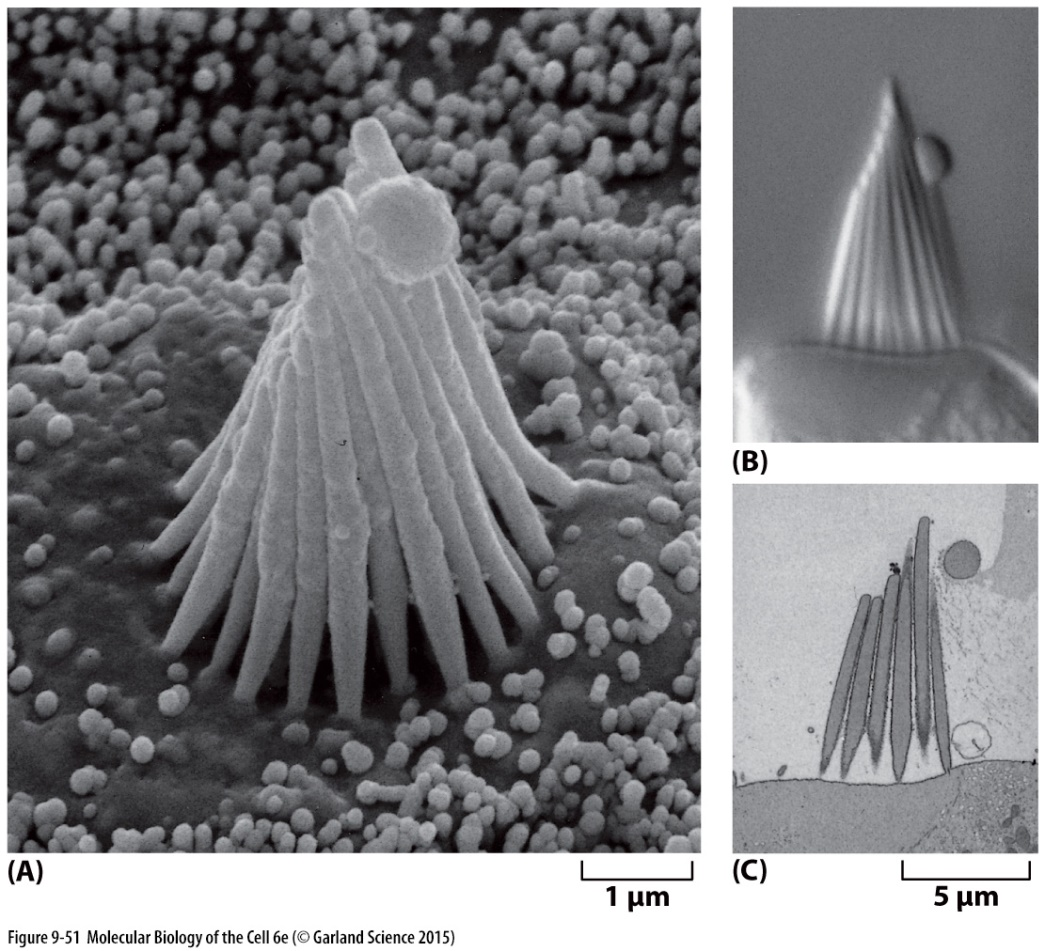 (A)
1 µm
(B)
(C)
5 µm
Figure 9-51 Molecular Biology of the Cell 6e (© Garland Science 2015)